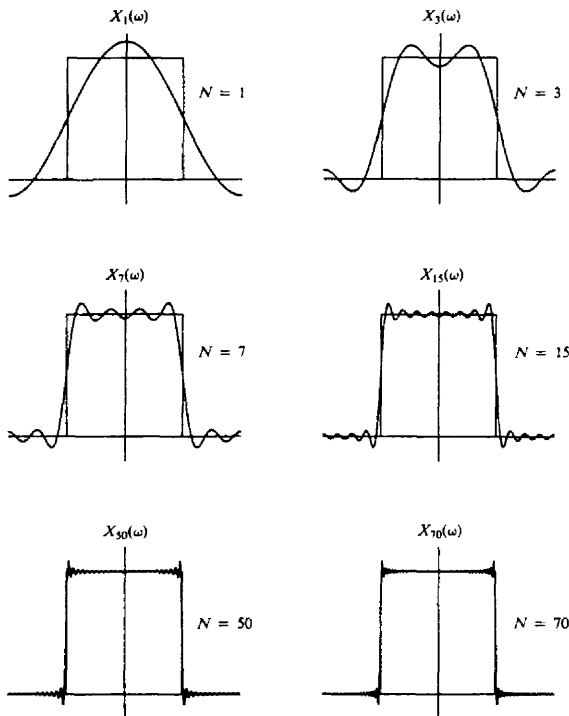 X₁(ω)
N = 1
X₃(ω)
N = 3
X₇(ω)
N = 7
X₁₅(ω)
N = 15
X₅₀(ω)
N = 50
X₇₀(ω)
N = 70